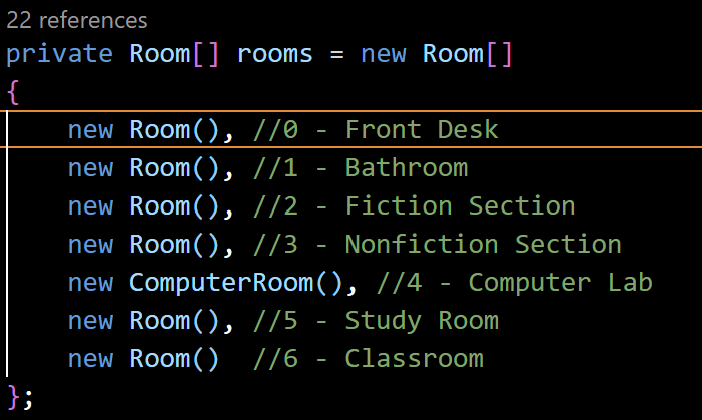 22 references
private Room[] rooms = new Room[]
{
    new Room(), //0 - Front Desk
    new Room(), //1 - Bathroom
    new Room(), //2 - Fiction Section
    new Room(), //3 - Nonfiction Section
    new ComputerRoom(), //4 - Computer Lab
    new Room(), //5 - Study Room
    new Room()  //6 - Classroom
};